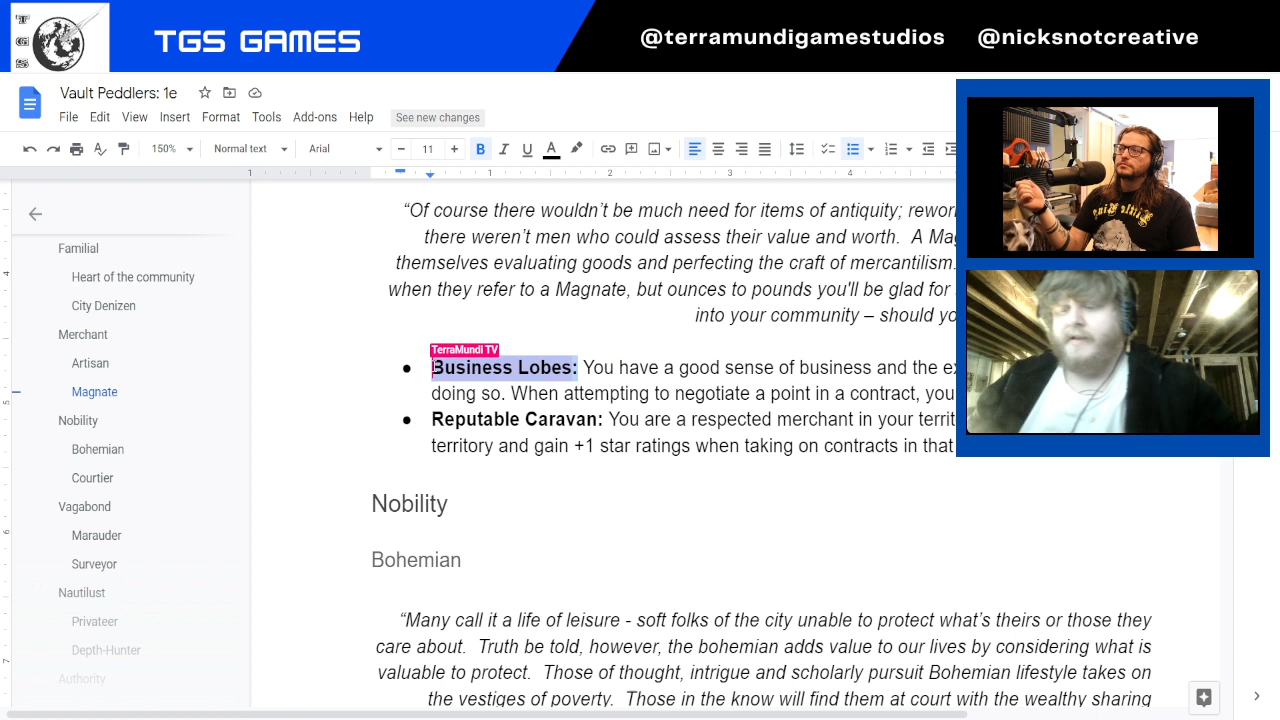 T
G
S
TGS GAMES
@terramundigamestudios @nicksnotcreative
Vault Peddlers: 1e
File Edit View Insert Format Tools Add-ons Help See new changes
150% Normal text Arial − 11 + B I U A
1 1 2 3 4
4
5
6
7
Familial
Heart of the community
City Denizen
Merchant
Artisan
Magnate
Nobility
Bohemian
Courtier
Vagabond
Marauder
Surveyor
Nautilust
Privateer
Depth-Hunter
Authority
“Of course there wouldn’t be much need for items of antiquity; rewor
there weren’t men who could assess their value and worth. A Mag
themselves evaluating goods and perfecting the craft of mercantilism.
when they refer to a Magnate, but ounces to pounds you'll be glad for
into your community – should yo
TerraMundi TV
● Business Lobes: You have a good sense of business and the ex
doing so. When attempting to negotiate a point in a contract, you
● Reputable Caravan: You are a respected merchant in your territ
territory and gain +1 star ratings when taking on contracts in that
Nobility
Bohemian
“Many call it a life of leisure - soft folks of the city unable to protect what’s theirs or those they
care about. Truth be told, however, the bohemian adds value to our lives by considering what is
valuable to protect. Those of thought, intrigue and scholarly pursuit Bohemian lifestyle takes on
the vestiges of poverty. Those in the know will find them at court with the wealthy sharing